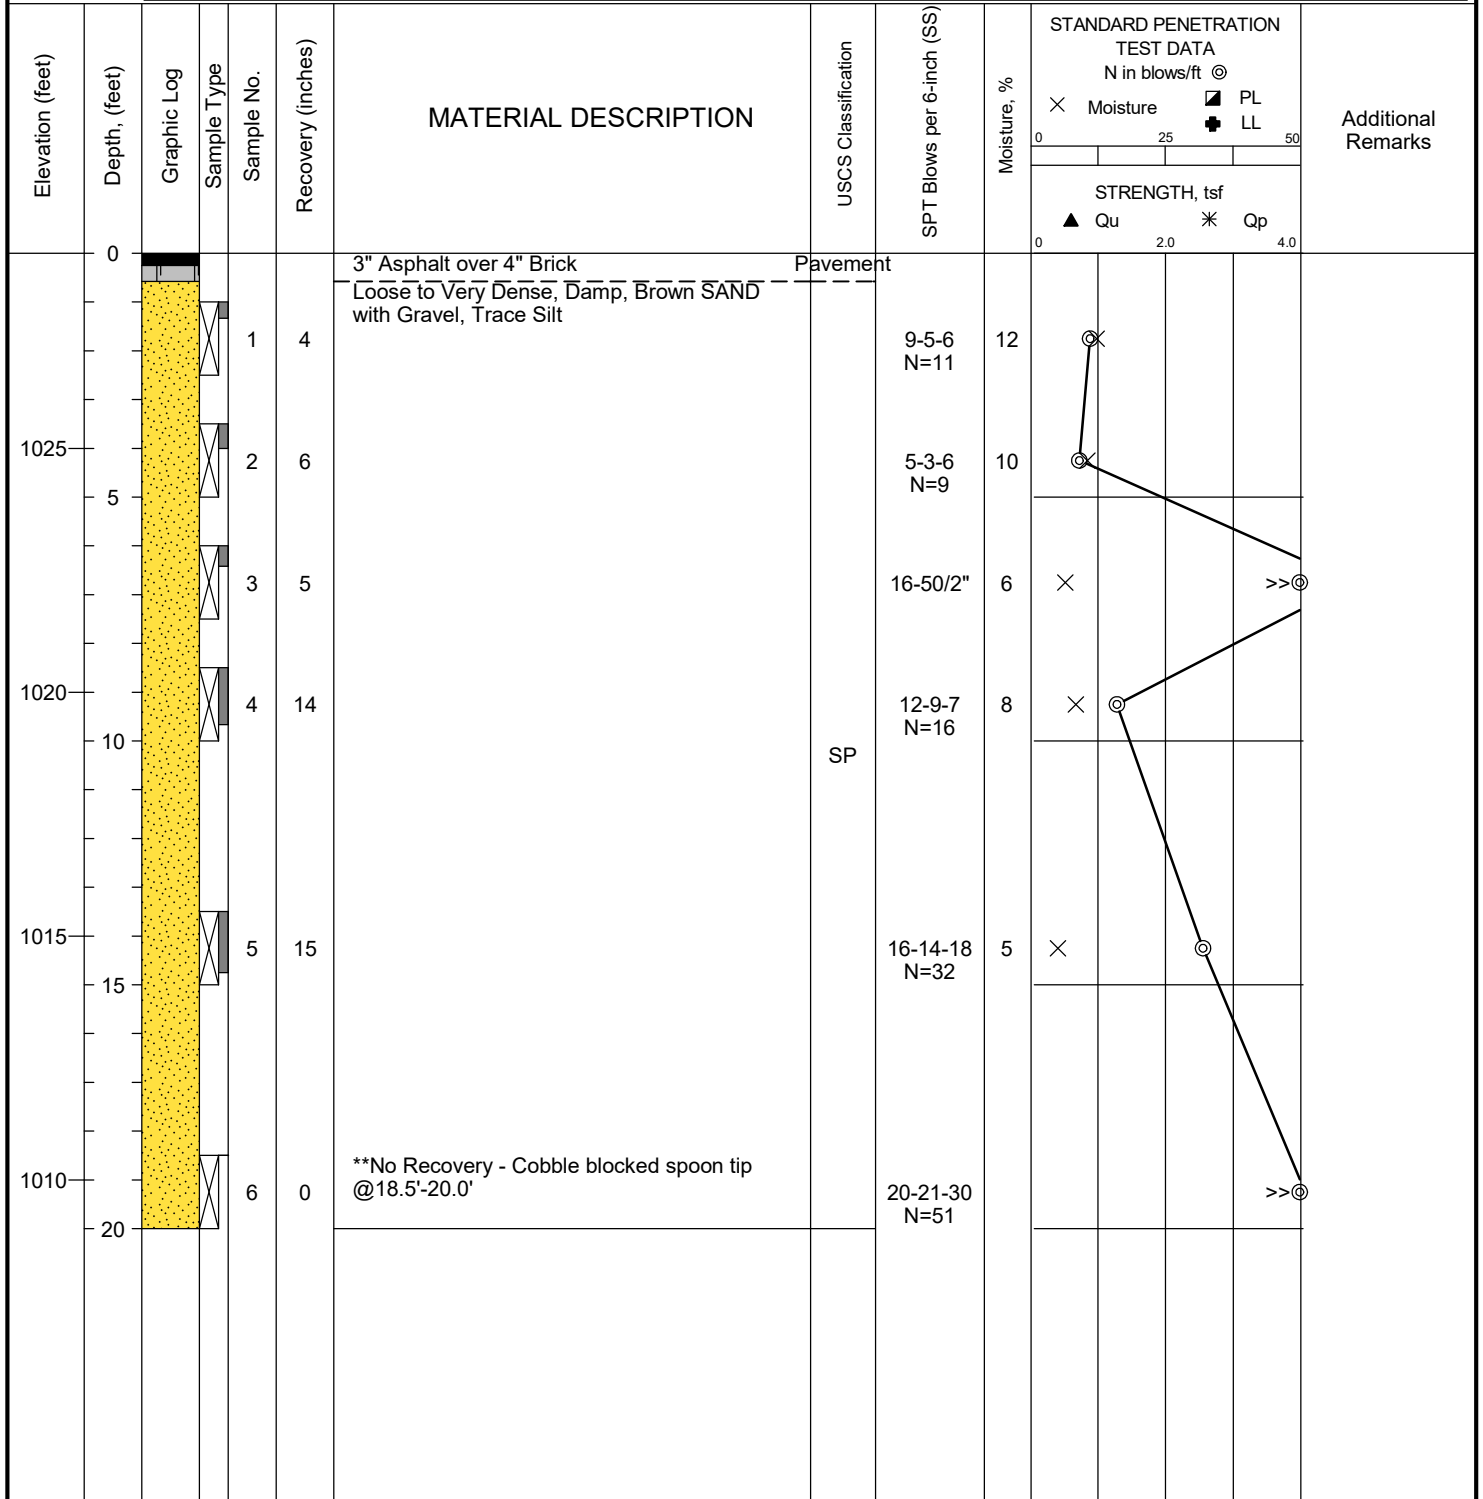 Elevation (feet)
Depth, (feet)
Graphic Log
Sample Type
Sample No.
Recovery (inches)
MATERIAL DESCRIPTION
USCS Classification
SPT Blows per 6-inch (SS)
Moisture, %
STANDARD PENETRATION
TEST DATA
N in blows/ft
Moisture
PL
LL
0 25 50
STRENGTH, tsf
Qu Qp
0 2.0 4.0
Additional
Remarks
0
3" Asphalt over 4" Brick Pavement
Loose to Very Dense, Damp, Brown SAND
with Gravel, Trace Silt
1 4 9-5-6 12
N=11
1025 2 6 5-3-6 10
N=9
5
3 5 16-50/2" 6 >>
1020 4 14 12-9-7 8
N=16
10
SP
1015 5 15 16-14-18 5
N=32
15
**No Recovery - Cobble blocked spoon tip
@18.5'-20.0'
1010 6 0 20-21-30 >>
N=51
20